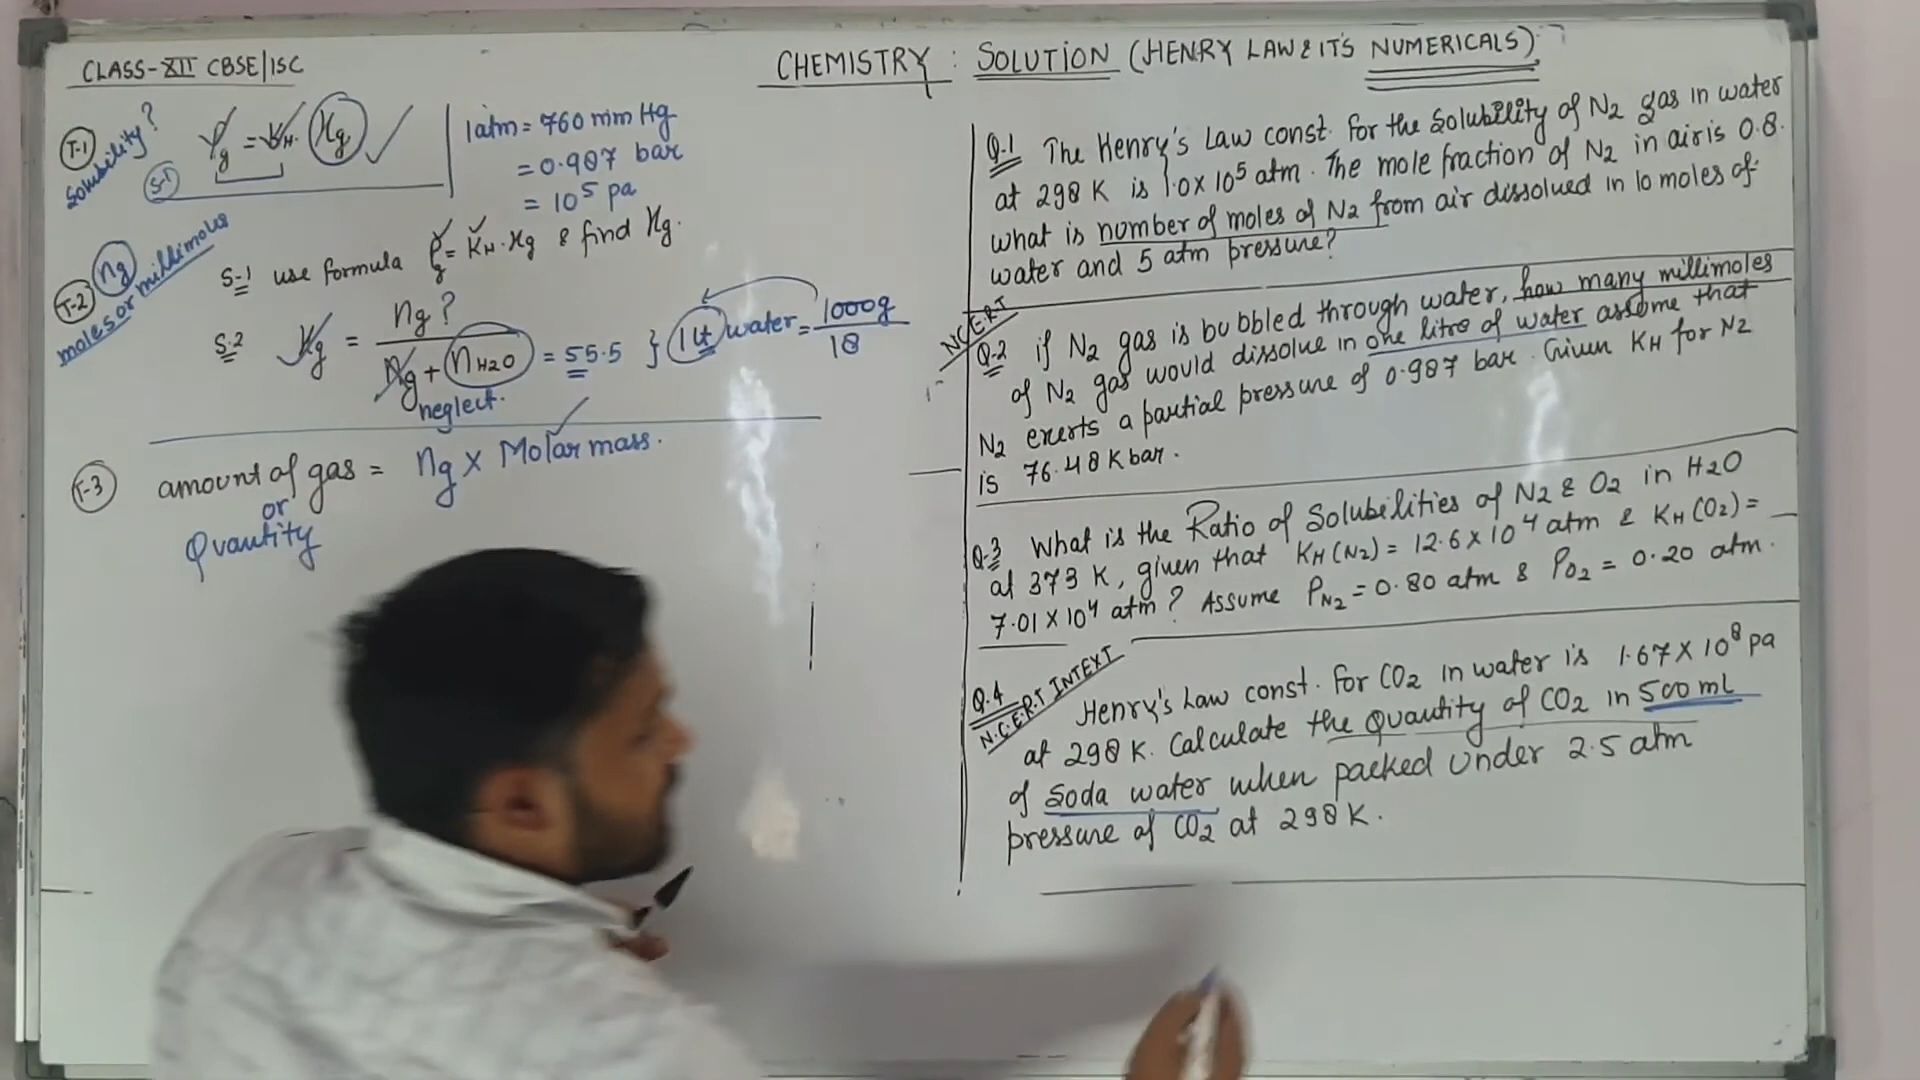 CLASS-XII CBSE/ISC
CHEMISTRY : SOLUTION (HENRY LAW & IT'S NUMERICALS)
T-1
Solubility?
S-1
Pg = KH. Xg ✓
1atm = 760 mm Hg
= 0.987 bar
= 10⁵ pa
T-2 ng
moles or millimoles
S-1 use formula Pg = KH.Xg & find Xg.
S-2 Xg = ng? / ng + nH2O = 55.5 } 1 Lt water = 1000g / 18
neglect.
T-3 amount of gas = ng X Molar mass.
or
Quantity
Q.1 The Henry's Law const. for the solubility of N2 gas in water
at 298 K is 1.0 X 10⁵ atm. The mole fraction of N2 in air is 0.8.
what is number of moles of N2 from air dissolved in 10 moles of
water and 5 atm pressure?
N.C.E.R.T
Q.2 if N2 gas is bubbled through water, how many millimoles
of N2 gas would dissolve in one litre of water assume that
N2 exerts a partial pressure of 0.987 bar. Given KH for N2
is 76.48 K bar.
Q.3 What is the Ratio of Solubilities of N2 & O2 in H2O
at 373 K, given that KH(N2) = 12.6 X 10⁴ atm & KH(O2) =
7.01 X 10⁴ atm? Assume PN2 = 0.80 atm & PO2 = 0.20 atm.
Q.4 N.C.E.R.T INTEXT
Henry's Law const. for CO2 in water is 1.67 X 10⁸ pa
at 298 K. Calculate the Quantity of CO2 in 500 mL
of Soda water when packed under 2.5 atm
pressure of CO2 at 298 K.